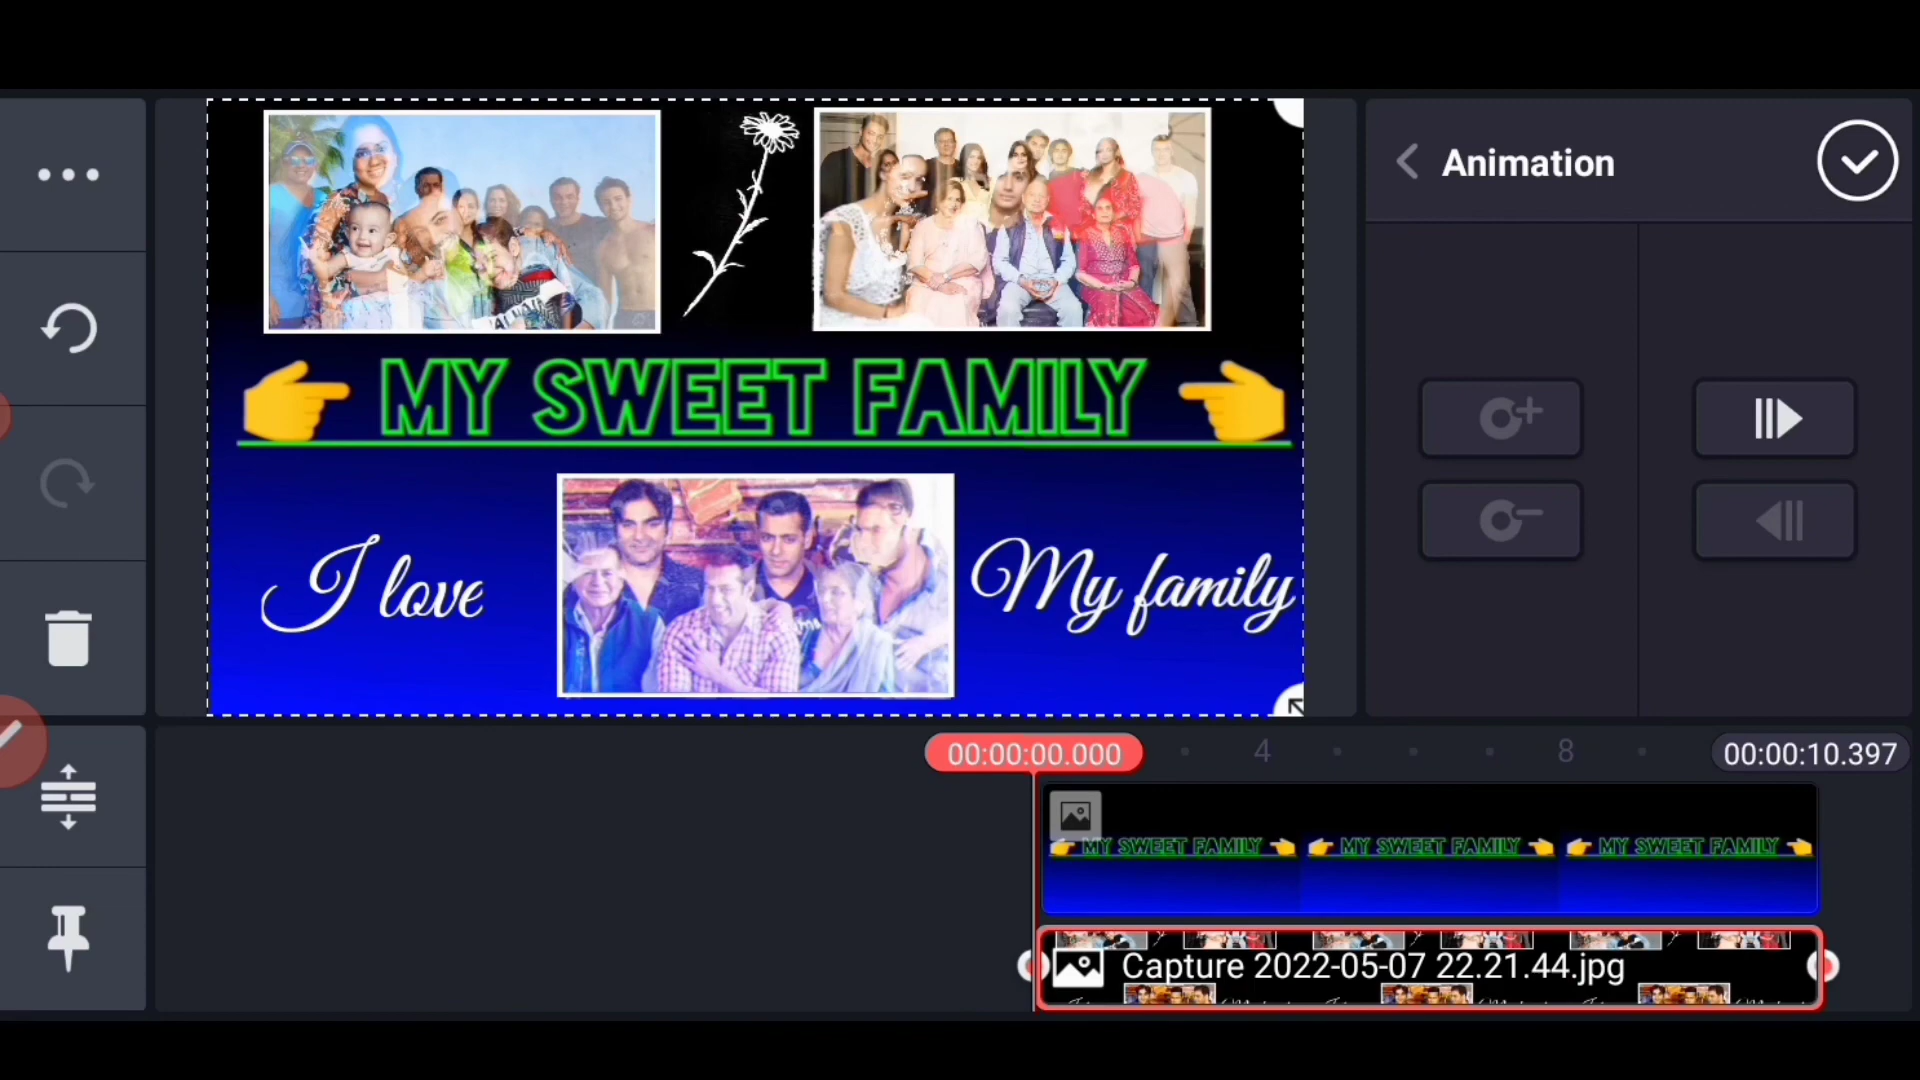 Animation
MY SWEET FAMILY
I love
My family
00:00:00.000
4
8
00:00:10.397
MY SWEET FAMILY
MY SWEET FAMILY
MY SWEET FAMILY
Capture 2022-05-07 22.21.44.jpg